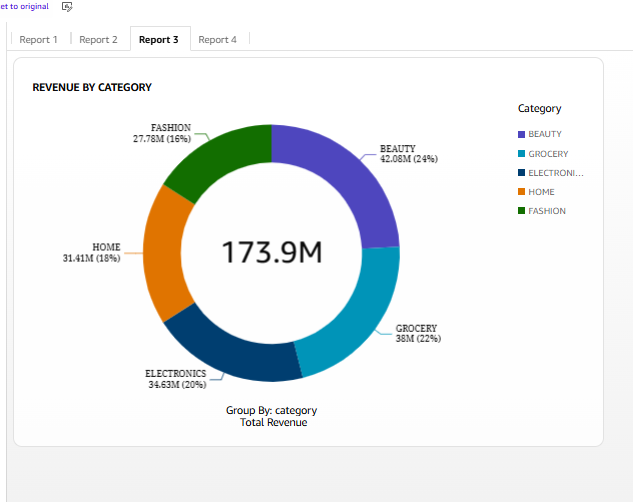 et to original
Report 1
Report 2
Report 3
Report 4
REVENUE BY CATEGORY
Category
BEAUTY
GROCERY
ELECTRONI...
HOME
FASHION
FASHION
27.78M (16%)
BEAUTY
42.08M (24%)
HOME
31.41M (18%)
173.9M
GROCERY
38M (22%)
ELECTRONICS
34.63M (20%)
Group By: category
Total Revenue